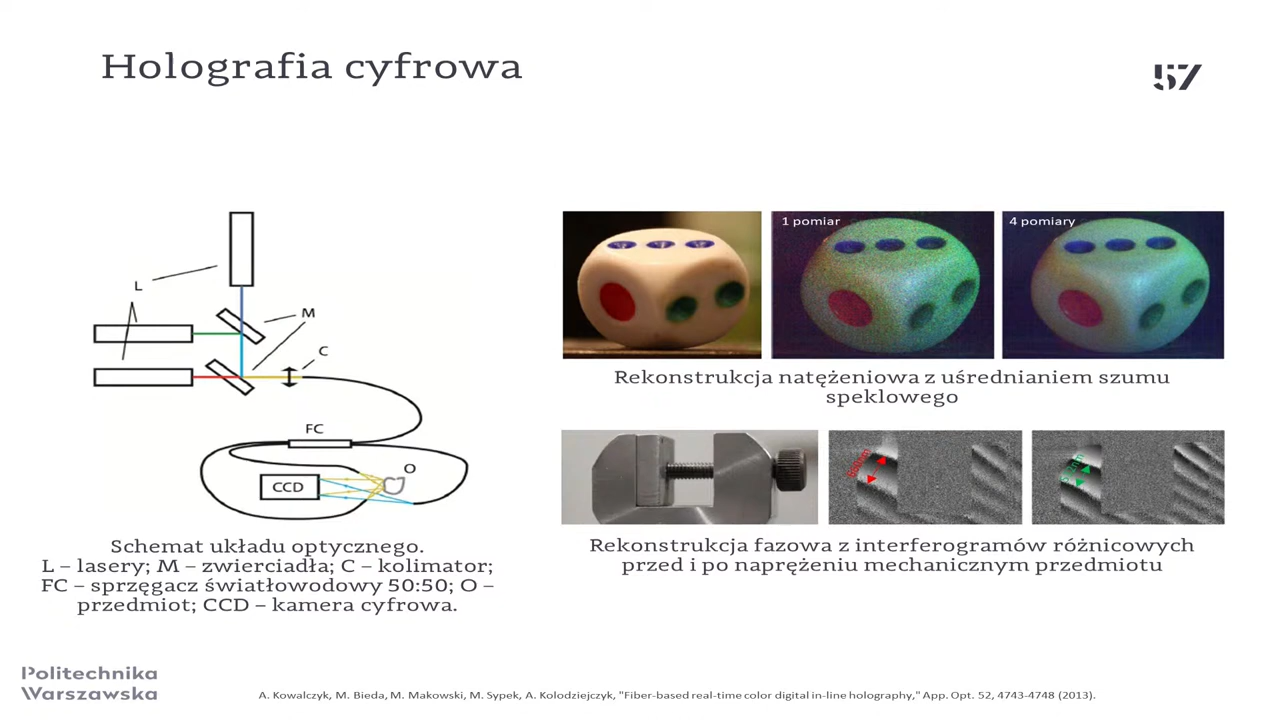 Holografia cyfrowa
57
L
M
C
FC
O
CCD
1 pomiar
4 pomiary
Rekonstrukcja natężeniowa z uśrednianiem szumu
speklowego
Schemat układu optycznego.
L – lasery; M – zwierciadła; C – kolimator;
FC – sprzęgacz światłowodowy 50:50; O –
przedmiot; CCD – kamera cyfrowa.
Rekonstrukcja fazowa z interferogramów różnicowych
przed i po naprężeniu mechanicznym przedmiotu
Politechnika
Warszawska
A. Kowalczyk, M. Bieda, M. Makowski, M. Sypek, A. Kolodziejczyk, "Fiber-based real-time color digital in-line holography," App. Opt. 52, 4743-4748 (2013).